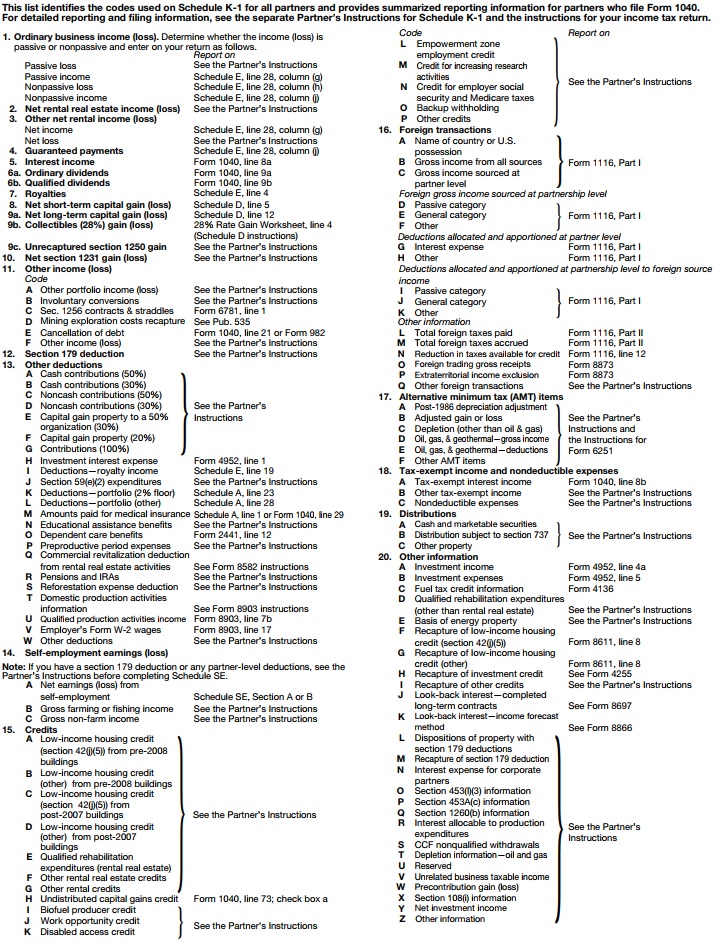 This list identifies the codes used on Schedule K-1 for all partners and provides summarized reporting information for partners who file Form 1040.
For detailed reporting and filing information, see the separate Partner's Instructions for Schedule K-1 and the instructions for your income tax return.
1. Ordinary business income (loss). Determine whether the income (loss) is
passive or nonpassive and enter on your return as follows.
Report on
Passive loss See the Partner's Instructions
Passive income Schedule E, line 28, column (g)
Nonpassive loss Schedule E, line 28, column (h)
Nonpassive income Schedule E, line 28, column (j)
2. Net rental real estate income (loss) See the Partner's Instructions
3. Other net rental income (loss)
Net income Schedule E, line 28, column (g)
Net loss See the Partner's Instructions
4. Guaranteed payments Schedule E, line 28, column (j)
5. Interest income Form 1040, line 8a
6a. Ordinary dividends Form 1040, line 9a
6b. Qualified dividends Form 1040, line 9b
7. Royalties Schedule E, line 4
8. Net short-term capital gain (loss) Schedule D, line 5
9a. Net long-term capital gain (loss) Schedule D, line 12
9b. Collectibles (28%) gain (loss) 28% Rate Gain Worksheet, line 4
(Schedule D instructions)
9c. Unrecaptured section 1250 gain See the Partner's Instructions
10. Net section 1231 gain (loss) See the Partner's Instructions
11. Other income (loss)
Code
A Other portfolio income (loss) See the Partner's Instructions
B Involuntary conversions See the Partner's Instructions
C Sec. 1256 contracts & straddles Form 6781, line 1
D Mining exploration costs recapture See Pub. 535
E Cancellation of debt Form 1040, line 21 or Form 982
F Other income (loss) See the Partner's Instructions
12. Section 179 deduction See the Partner's Instructions
13. Other deductions
A Cash contributions (50%)
B Cash contributions (30%)
C Noncash contributions (50%)
D Noncash contributions (30%) See the Partner's
E Capital gain property to a 50% Instructions
organization (30%)
F Capital gain property (20%)
G Contributions (100%)
H Investment interest expense Form 4952, line 1
I Deductions—royalty income Schedule E, line 19
J Section 59(e)(2) expenditures See the Partner's Instructions
K Deductions—portfolio (2% floor) Schedule A, line 23
L Deductions—portfolio (other) Schedule A, line 28
M Amounts paid for medical insurance Schedule A, line 1 or Form 1040, line 29
N Educational assistance benefits See the Partner's Instructions
O Dependent care benefits Form 2441, line 12
P Preproductive period expenses See the Partner's Instructions
Q Commercial revitalization deduction
from rental real estate activities See Form 8582 instructions
R Pensions and IRAs See the Partner's Instructions
S Reforestation expense deduction See the Partner's Instructions
T Domestic production activities
information See Form 8903 instructions
U Qualified production activities income Form 8903, line 7b
V Employer's Form W-2 wages Form 8903, line 17
W Other deductions See the Partner's Instructions
14. Self-employment earnings (loss)
Note: If you have a section 179 deduction or any partner-level deductions, see the
Partner's Instructions before completing Schedule SE.
A Net earnings (loss) from
self-employment Schedule SE, Section A or B
B Gross farming or fishing income See the Partner's Instructions
C Gross non-farm income See the Partner's Instructions
15. Credits
A Low-income housing credit
(section 42(j)(5)) from pre-2008
buildings
B Low-income housing credit
(other) from pre-2008 buildings
C Low-income housing credit
(section 42(j)(5)) from
post-2007 buildings See the Partner's Instructions
D Low-income housing credit
(other) from post-2007
buildings
E Qualified rehabilitation
expenditures (rental real estate)
F Other rental real estate credits
G Other rental credits
H Undistributed capital gains credit Form 1040, line 73; check box a
I Biofuel producer credit
J Work opportunity credit See the Partner's Instructions
K Disabled access credit
Code Report on
L Empowerment zone
employment credit
M Credit for increasing research
activities See the Partner's Instructions
N Credit for employer social
security and Medicare taxes
O Backup withholding
P Other credits
16. Foreign transactions
A Name of country or U.S.
possession
B Gross income from all sources Form 1116, Part I
C Gross income sourced at
partner level
Foreign gross income sourced at partnership level
D Passive category
E General category Form 1116, Part I
F Other
Deductions allocated and apportioned at partner level
G Interest expense Form 1116, Part I
H Other Form 1116, Part I
Deductions allocated and apportioned at partnership level to foreign source
income
I Passive category
J General category Form 1116, Part I
K Other
Other information
L Total foreign taxes paid Form 1116, Part II
M Total foreign taxes accrued Form 1116, Part II
N Reduction in taxes available for credit Form 1116, line 12
O Foreign trading gross receipts Form 8873
P Extraterritorial income exclusion Form 8873
Q Other foreign transactions See the Partner's Instructions
17. Alternative minimum tax (AMT) items
A Post-1986 depreciation adjustment
B Adjusted gain or loss See the Partner's
C Depletion (other than oil & gas) Instructions and
D Oil, gas, & geothermal—gross income the Instructions for
E Oil, gas, & geothermal—deductions Form 6251
F Other AMT items
18. Tax-exempt income and nondeductible expenses
A Tax-exempt interest income Form 1040, line 8b
B Other tax-exempt income See the Partner's Instructions
C Nondeductible expenses See the Partner's Instructions
19. Distributions
A Cash and marketable securities
B Distribution subject to section 737 See the Partner's Instructions
C Other property
20. Other information
A Investment income Form 4952, line 4a
B Investment expenses Form 4952, line 5
C Fuel tax credit information Form 4136
D Qualified rehabilitation expenditures
(other than rental real estate) See the Partner's Instructions
E Basis of energy property See the Partner's Instructions
F Recapture of low-income housing
credit (section 42(j)(5)) Form 8611, line 8
G Recapture of low-income housing
credit (other) Form 8611, line 8
H Recapture of investment credit See Form 4255
I Recapture of other credits See the Partner's Instructions
J Look-back interest—completed
long-term contracts See Form 8697
K Look-back interest—income forecast
method See Form 8866
L Dispositions of property with
section 179 deductions
M Recapture of section 179 deduction
N Interest expense for corporate
partners
O Section 453(l)(3) information
P Section 453A(c) information
Q Section 1260(b) information
R Interest allocable to production See the Partner's
expenditures Instructions
S CCF nonqualified withdrawals
T Depletion information—oil and gas
U Reserved
V Unrelated business taxable income
W Precontribution gain (loss)
X Section 108(i) information
Y Net investment income
Z Other information